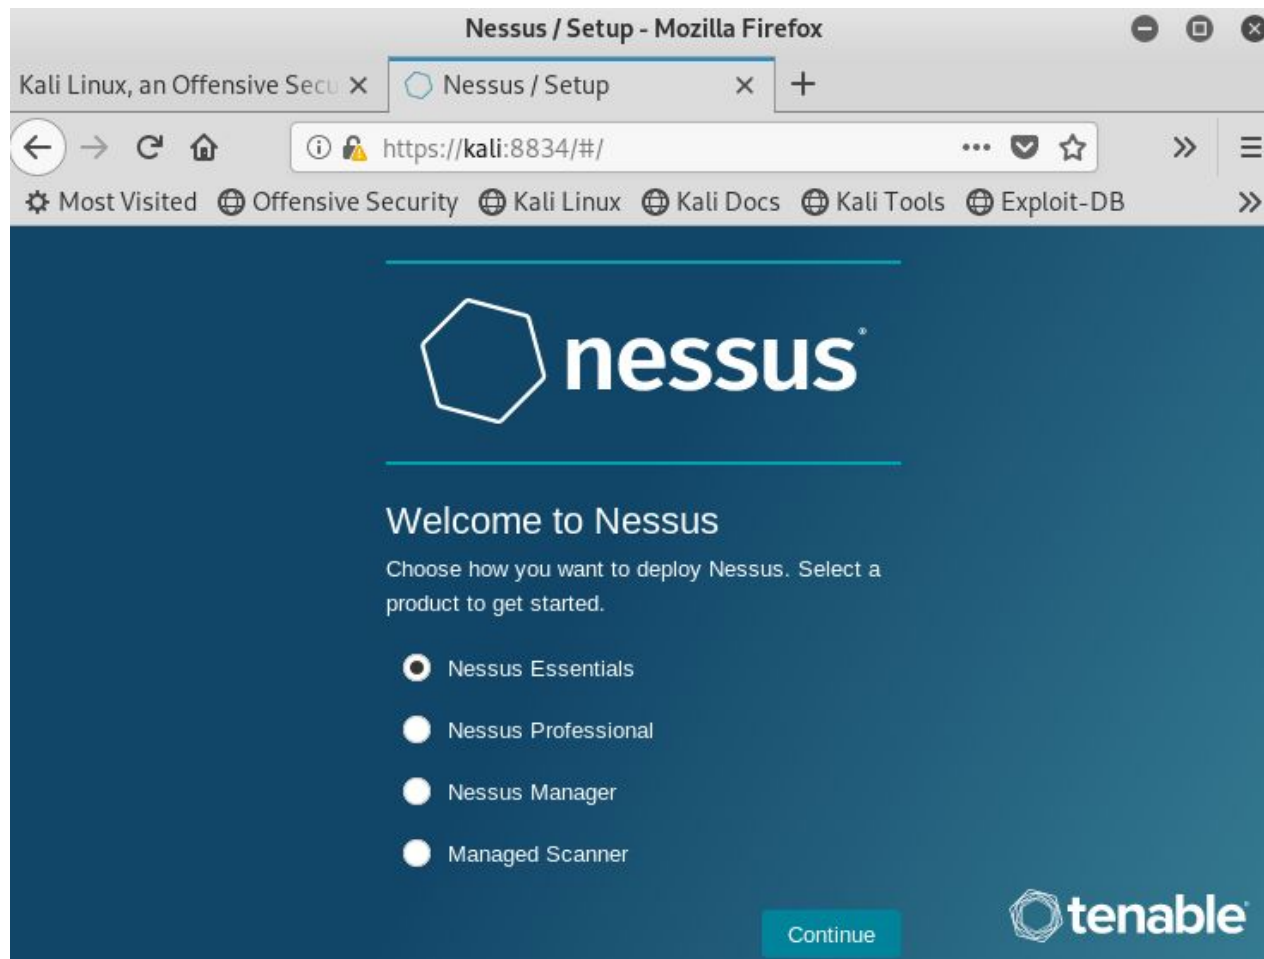 Nessus / Setup - Mozilla Firefox
Kali Linux, an Offensive Secu
Nessus / Setup
https://kali:8834/#/
Most Visited Offensive Security Kali Linux Kali Docs Kali Tools Exploit-DB
nessus®
Welcome to Nessus
Choose how you want to deploy Nessus. Select a
product to get started.
Nessus Essentials
Nessus Professional
Nessus Manager
Managed Scanner
Continue
tenable